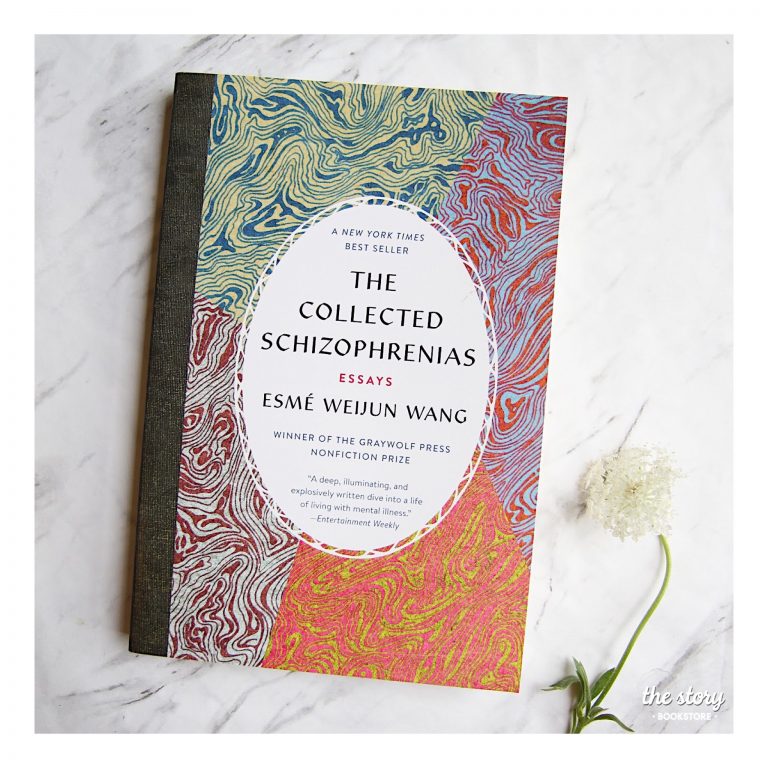 A NEW YORK TIMES
BEST SELLER
THE
COLLECTED
SCHIZOPHRENIAS
ESSAYS
ESMÉ WEIJUN WANG
WINNER OF THE GRAYWOLF PRESS
NONFICTION PRIZE
"A deep, illuminating, and
explosively written dive into a life
of living with mental illness."
—Entertainment Weekly
the story
• BOOKSTORE •